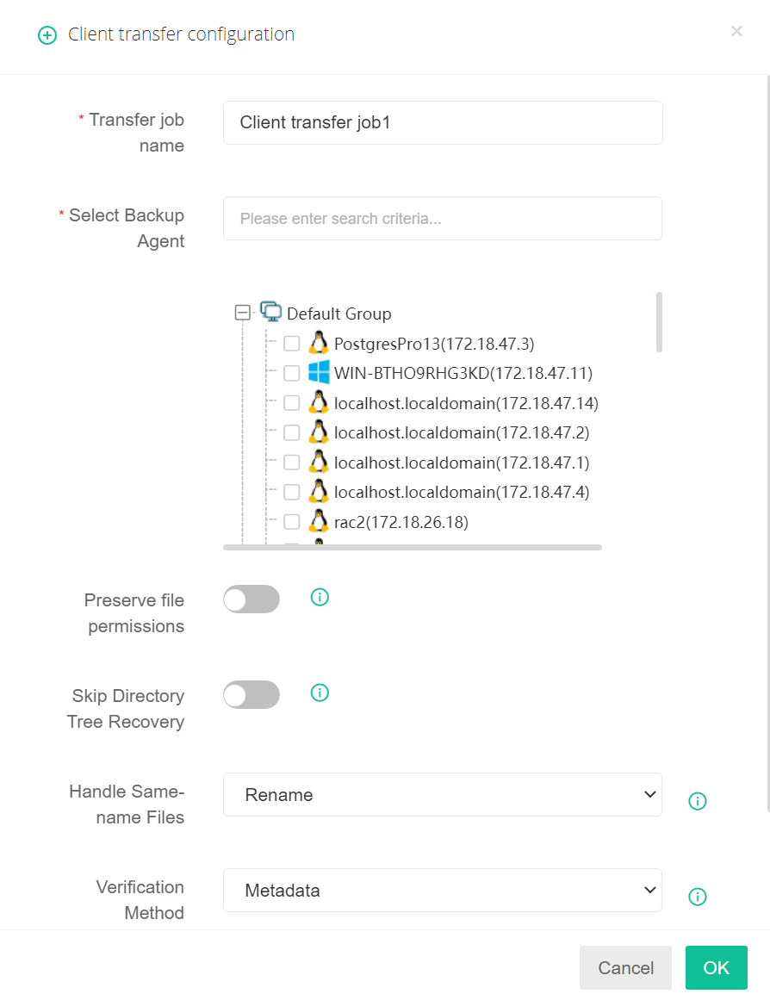 Client transfer configuration
* Transfer job
name
Client transfer job1
* Select Backup
Agent
Please enter search criteria...
Default Group
PostgresPro13(172.18.47.3)
WIN-BTHO9RHG3KD(172.18.47.11)
localhost.localdomain(172.18.47.14)
localhost.localdomain(172.18.47.2)
localhost.localdomain(172.18.47.1)
localhost.localdomain(172.18.47.4)
rac2(172.18.26.18)
Preserve file
permissions
Skip Directory
Tree Recovery
Handle Same-
name Files
Rename
Verification
Method
Metadata
Cancel
OK